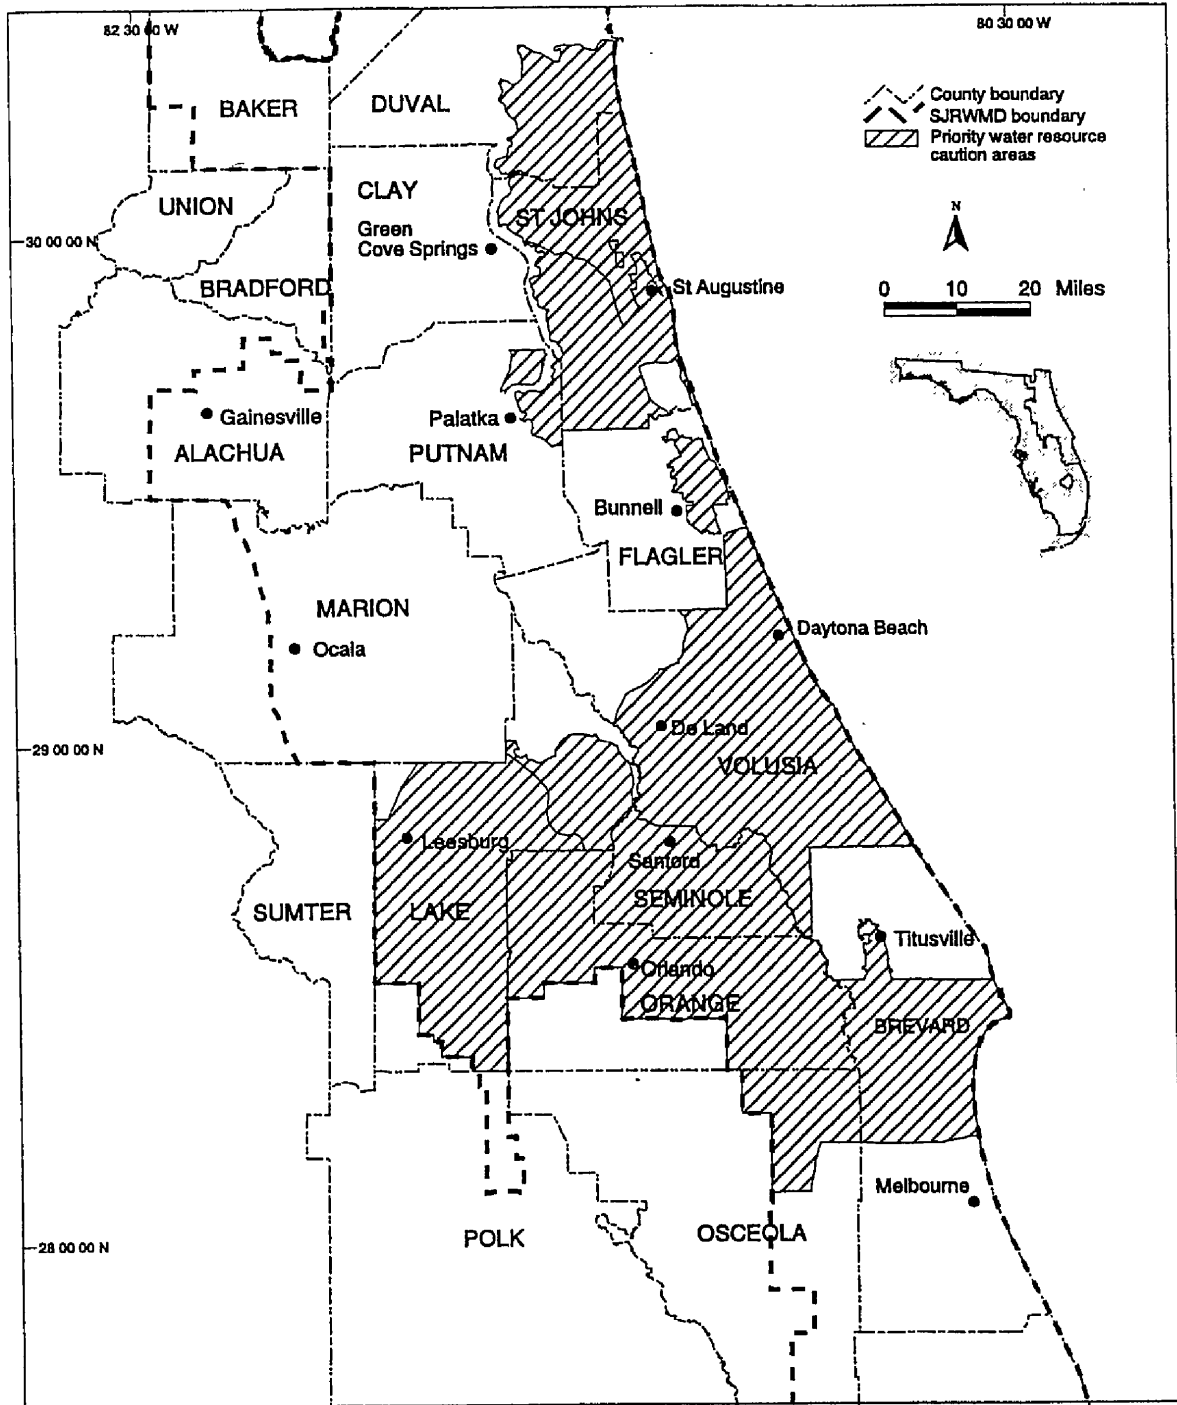 82 30 00 W
80 30 00 W
County boundary
SJRWMD boundary
Priority water resource
caution areas
BAKER
DUVAL
UNION
CLAY
ST JOHNS
Green
Cove Springs
30 00 00 N
N
BRADFORD
St Augustine
0 10 20 Miles
Gainesville
Palatka
ALACHUA
PUTNAM
Bunnell
FLAGLER
MARION
Ocala
Daytona Beach
De Land
29 00 00 N
VOLUSIA
Leesburg
Sanford
SEMINOLE
SUMTER
LAKE
Titusville
Orlando
ORANGE
BREVARD
Melbourne
POLK
OSCEOLA
28 00 00 N